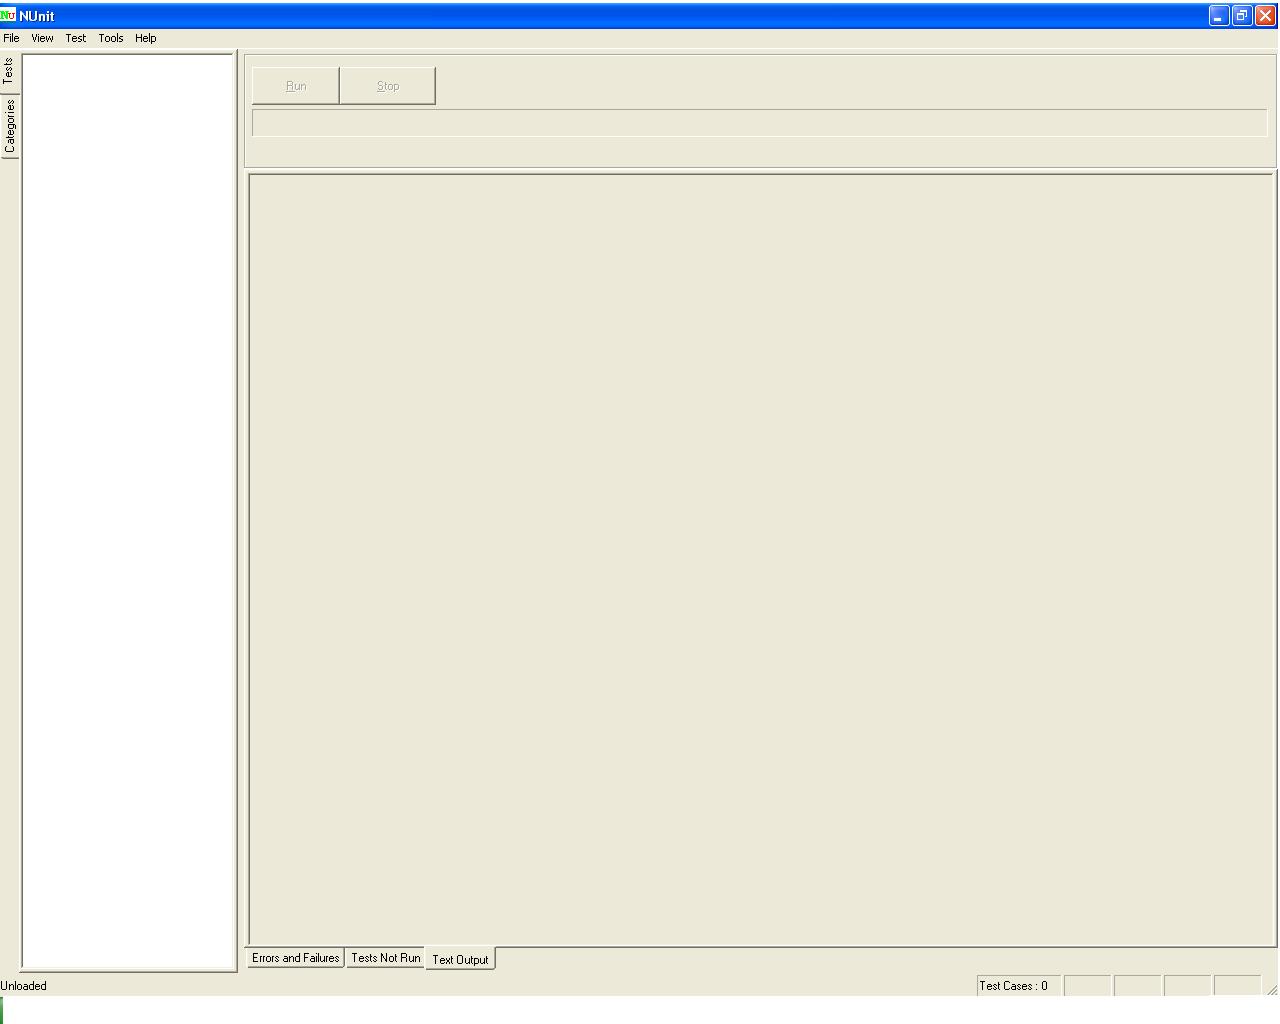 Nu NUnit
File View Test Tools Help
Tests
Categories
Run Stop
Errors and Failures Tests Not Run Text Output
Unloaded Test Cases : 0